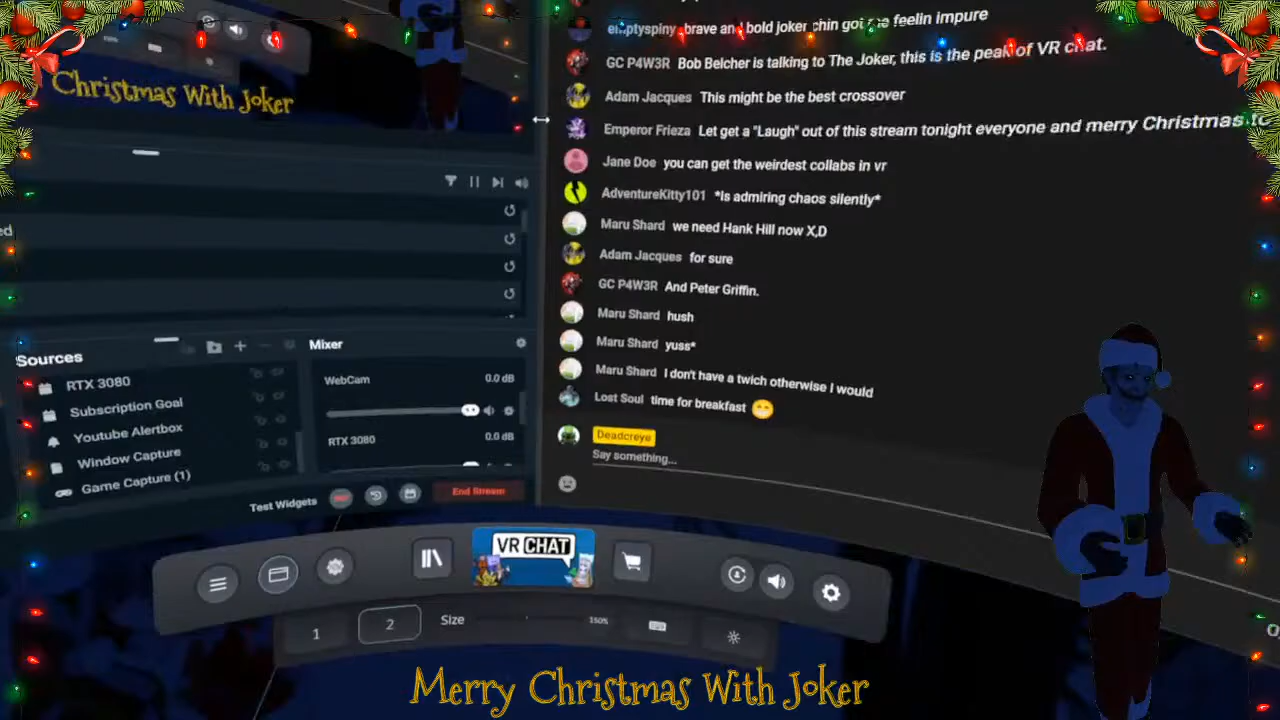 Christmas With Joker
emptyspiny brave and bold joker chin got me feelin impure
GC P4W3R Bob Belcher is talking to The Joker, this is the peak of VR chat.
Adam Jacques This might be the best crossover
Emperor Frieza Let get a "Laugh" out of this stream tonight everyone and merry Christmas to
Jane Doe you can get the weirdest collabs in vr
AdventureKitty101 *Is admiring chaos silently*
Maru Shard we need Hank Hill now X,D
Adam Jacques for sure
GC P4W3R And Peter Griffin.
Maru Shard hush
Maru Shard yuss*
Maru Shard I don't have a twich otherwise I would
Lost Soul time for breakfast 😁
Deadcreye
Say something...
ed
Sources
RTX 3080
Subscription Goal
Youtube Alertbox
Window Capture
Game Capture (1)
Mixer
WebCam 0.0 dB
RTX 3080 0.0 dB
Test Widgets
REC
End Stream
VRCHAT
1
2
Size
150%
Merry Christmas With Joker